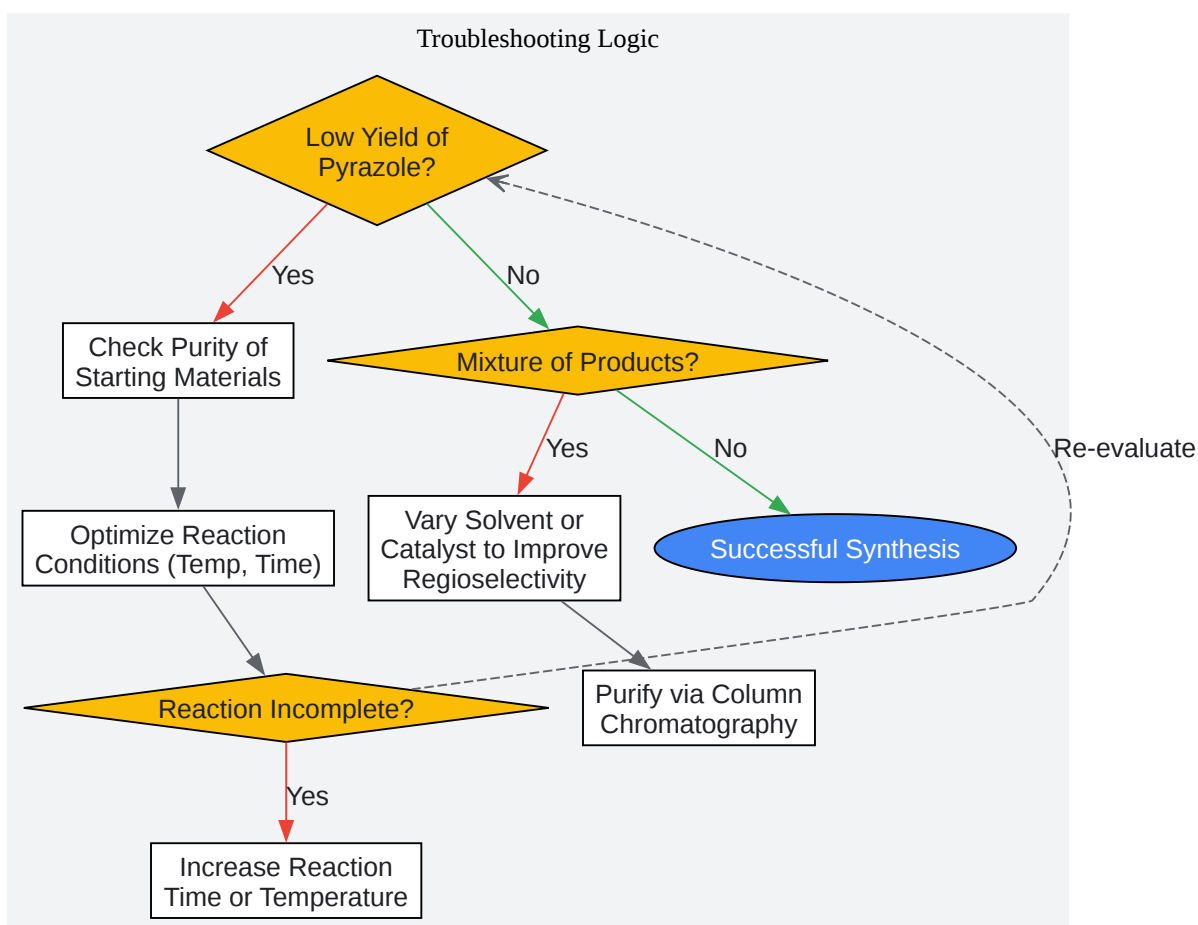 Troubleshooting Logic
Low Yield of
Pyrazole?
Yes
No
Check Purity of
Starting Materials
Mixture of Products?
Yes
No
Re-evaluate
Optimize Reaction
Conditions (Temp, Time)
Vary Solvent or
Catalyst to Improve
Regioselectivity
Successful Synthesis
Reaction Incomplete?
Purify via Column
Chromatography
Yes
Increase Reaction
Time or Temperature